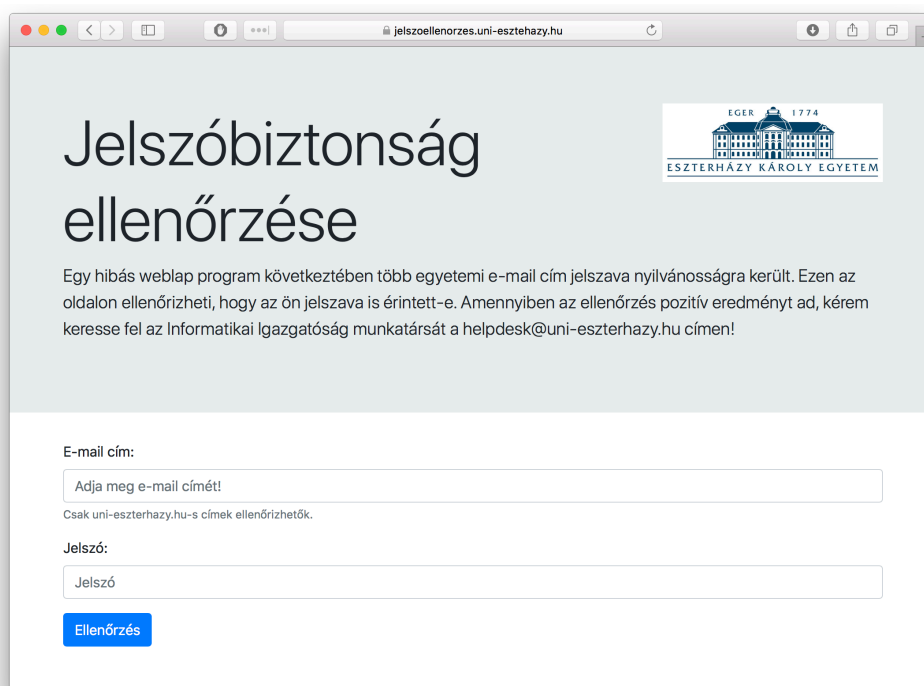 jelszoellenorzes.uni-esztehazy.hu
Jelszóbiztonság
ellenőrzése
EGER 1774
ESZTERHÁZY KÁROLY EGYETEM
Egy hibás weblap program következtében több egyetemi e-mail cím jelszava nyilvánosságra került. Ezen az
oldalon ellenőrizheti, hogy az ön jelszava is érintett-e. Amennyiben az ellenőrzés pozitív eredményt ad, kérem
keresse fel az Informatikai Igazgatóság munkatársát a helpdesk@uni-eszterhazy.hu címen!
E-mail cím:
Adja meg e-mail címét!
Csak uni-eszterhazy.hu-s címek ellenőrizhetők.
Jelszó:
Jelszó
Ellenőrzés